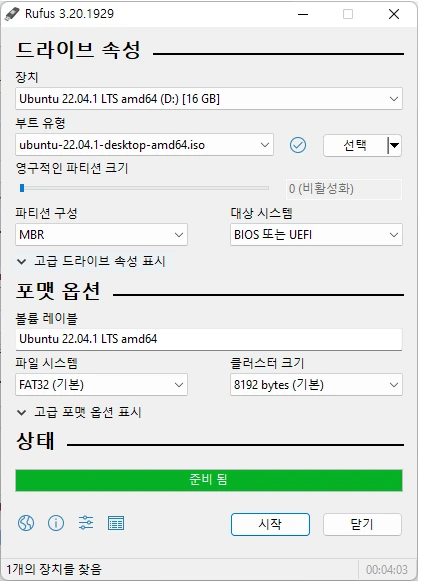 Rufus 3.20.1929
드라이브 속성
장치
Ubuntu 22.04.1 LTS amd64 (D:) [16 GB]
부트 유형
ubuntu-22.04.1-desktop-amd64.iso
선택
영구적인 파티션 크기
0 (비활성화)
파티션 구성
대상 시스템
MBR
BIOS 또는 UEFI
고급 드라이브 속성 표시
포맷 옵션
볼륨 레이블
Ubuntu 22.04.1 LTS amd64
파일 시스템
클러스터 크기
FAT32 (기본)
8192 bytes (기본)
고급 포맷 옵션 표시
상태
준비 됨
시작
닫기
1개의 장치를 찾음
00:04:03